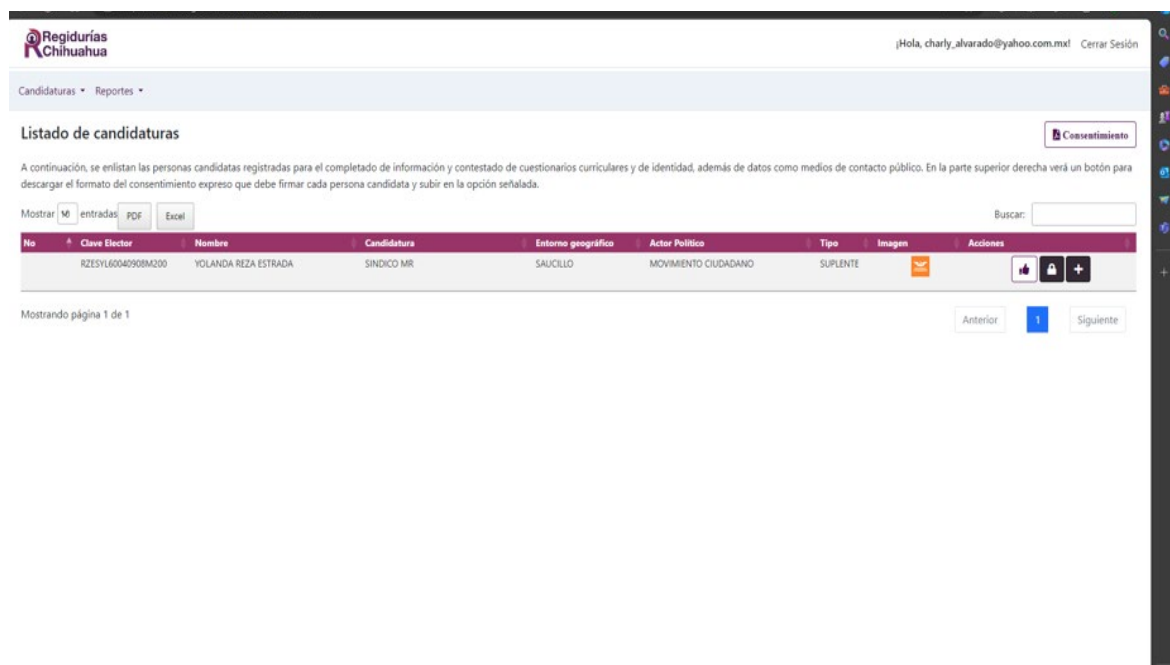 Regidurías
Chihuahua
¡Hola, charly_alvarado@yahoo.com.mx! Cerrar Sesión
Candidaturas Reportes
Listado de candidaturas
Consentimiento
A continuación, se enlistan las personas candidatas registradas para el completado de información y contestado de cuestionarios curriculares y de identidad, además de datos como medios de contacto público. En la parte superior derecha verá un botón para
descargar el formato del consentimiento expreso que debe firmar cada persona candidata y subir en la opción señalada.
Mostrar entradas PDF Excel Buscar:
No Clave Elector Nombre Candidatura Entorno geográfico Actor Político Tipo Imagen Acciones
RZESYL60040908M200 YOLANDA REZA ESTRADA SINDICO MR SAUCILLO MOVIMIENTO CIUDADANO SUPLENTE
Mostrando página 1 de 1
Anterior 1 Siguiente